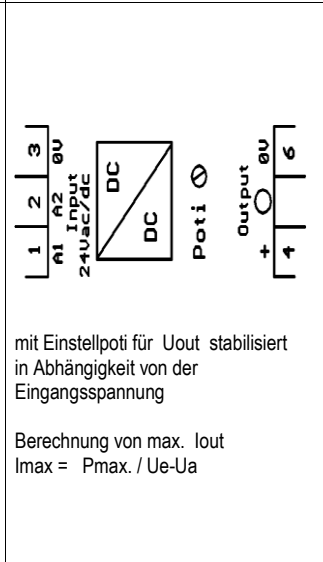 1 2 3
A1 A2 0V
Input
24Vac/dc
DC
DC
Poti
Output
+ 0V
4 6
mit Einstellpoti für Uout stabilisiert
in Abhängigkeit von der
Eingangsspannung
Berechnung von max. Iout
Imax = Pmax. / Ue-Ua